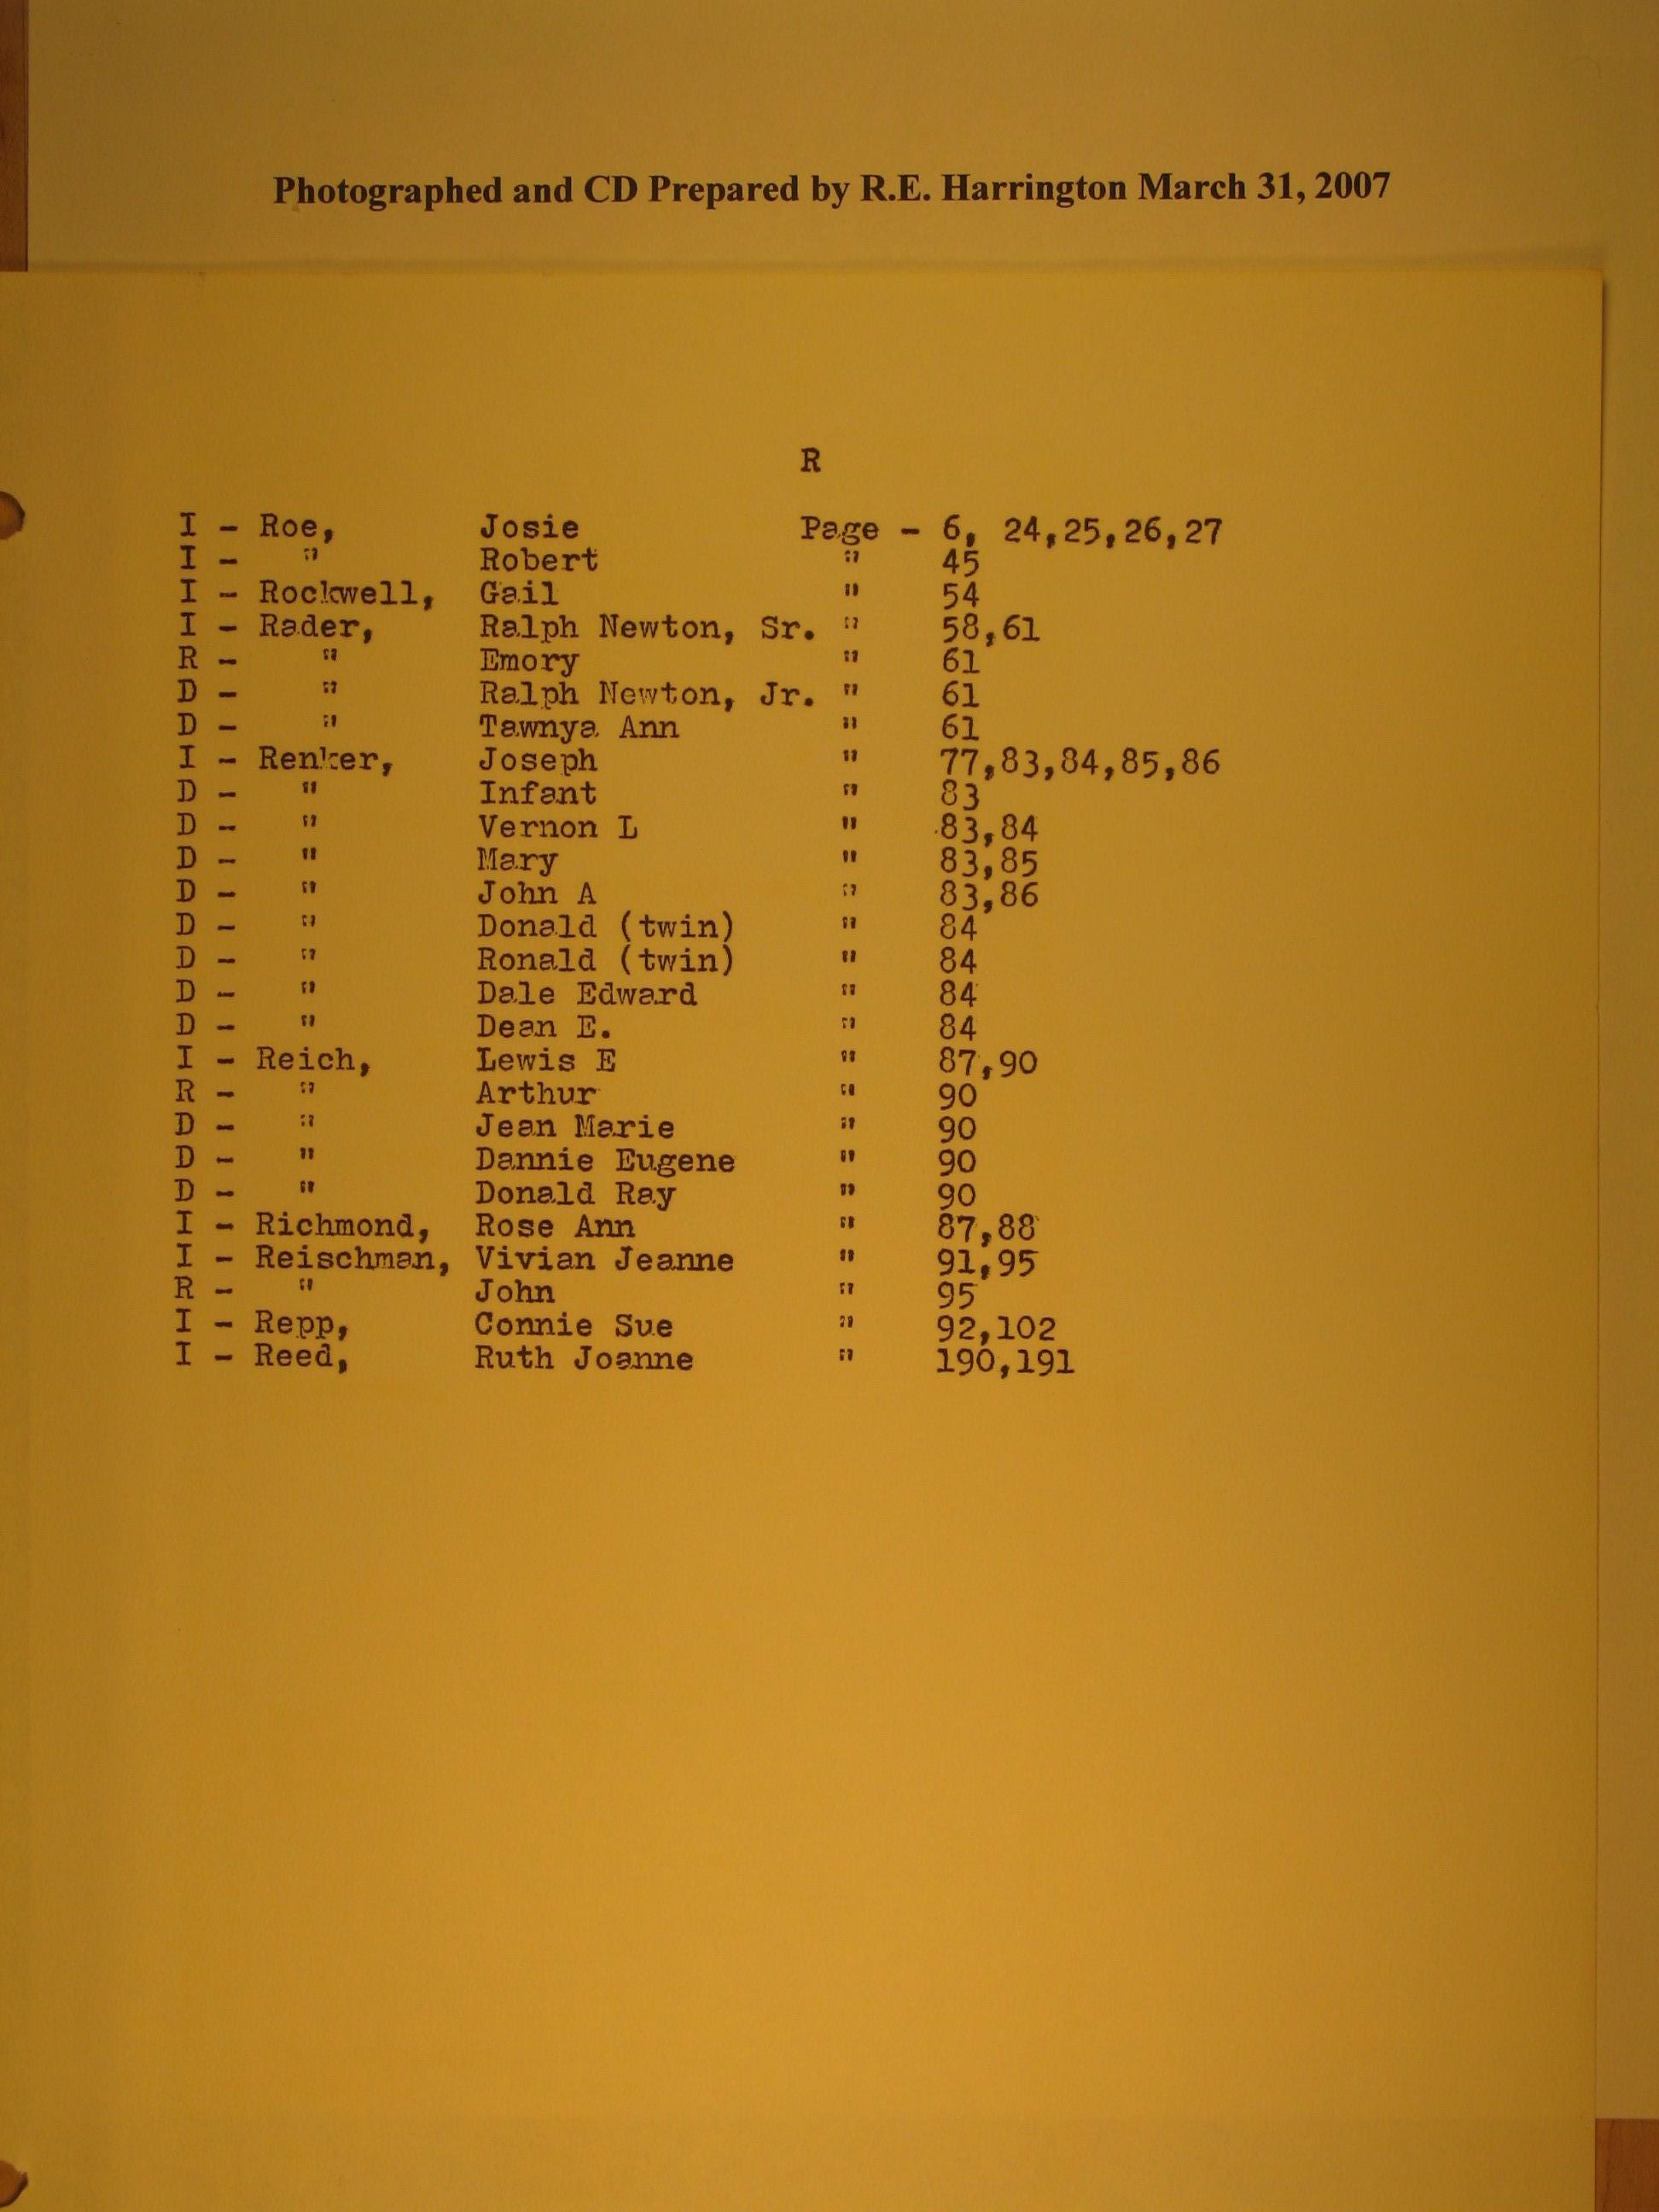 Photographed and CD Prepared by R.E. Harrington March 31, 2007
R
I - Roe, Josie Page - 6, 24,25,26,27
I - " Robert " 45
I - Rockwell, Gail " 54
I - Rader, Ralph Newton, Sr. " 58,61
R - " Emory " 61
D - " Ralph Newton, Jr. " 61
D - " Tawnya Ann " 61
I - Renker, Joseph " 77,83,84,85,86
D - " Infant " 83
D - " Vernon L " 83,84
D - " Mary " 83,85
D - " John A " 83,86
D - " Donald (twin) " 84
D - " Ronald (twin) " 84
D - " Dale Edward " 84
D - " Dean E. " 84
I - Reich, Lewis E " 87,90
R - " Arthur " 90
D - " Jean Marie " 90
D - " Dannie Eugene " 90
D - " Donald Ray " 90
I - Richmond, Rose Ann " 87,88
I - Reischman, Vivian Jeanne " 91,95
R - " John " 95
I - Repp, Connie Sue " 92,102
I - Reed, Ruth Joanne " 190,191